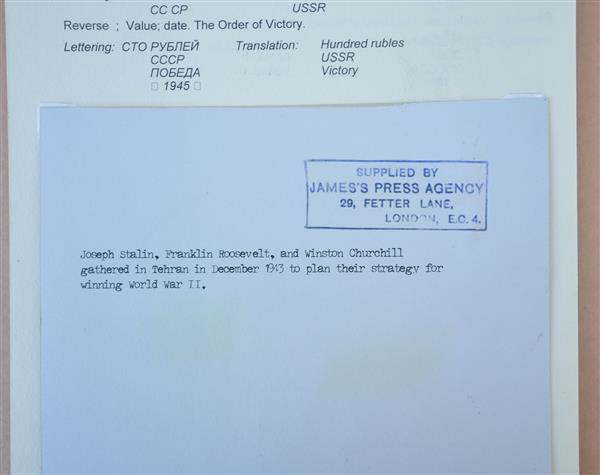 CC CP USSR
Reverse ; Value; date. The Order of Victory.
Lettering: СТО РУБЛЕЙ Translation: Hundred rubles
СССР USSR
ПОБЕДА Victory
□ 1945 □
SUPPLIED BY
JAMES'S PRESS AGENCY
29, FETTER LANE,
LONDON, E.C. 4.
Joseph Stalin, Franklin Roosevelt, and Winston Churchill
gathered in Tehran in December 1943 to plan their strategy for
winning World War II.